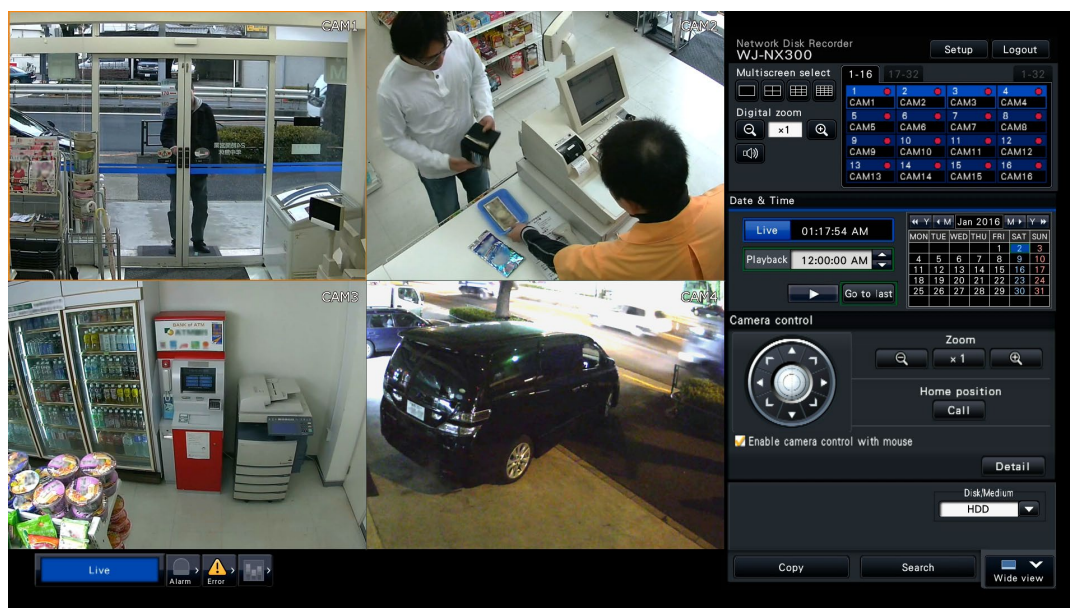 CAM1
CAM2
CAM3
BANK of ATM
CAM4
Network Disk Recorder
WJ-NX300
Setup
Logout
Multiscreen select
1-16
17-32
1-32
1
2
3
4
CAM1
CAM2
CAM3
CAM4
5
6
7
8
CAM5
CAM6
CAM7
CAM8
9
10
11
12
CAM9
CAM10
CAM11
CAM12
13
14
15
16
CAM13
CAM14
CAM15
CAM16
Digital zoom
×1
Date & Time
Live
01:17:54 AM
Playback
12:00:00 AM
Go to last
Y
M
Jan 2016
M
Y
MON TUE WED THU FRI SAT SUN
1 2 3
4 5 6 7 8 9 10
11 12 13 14 15 16 17
18 19 20 21 22 23 24
25 26 27 28 29 30 31
Camera control
Zoom
×1
Home position
Call
Enable camera control with mouse
Detail
Disk/Medium
HDD
Copy
Search
Wide view
Live
Alarm
Error